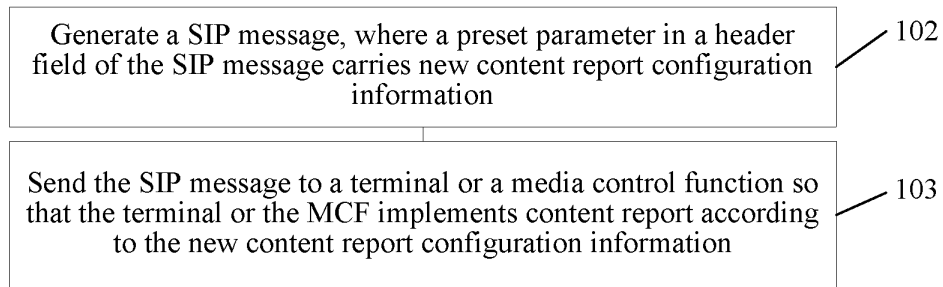 Generate a SIP message, where a preset parameter in a header
field of the SIP message carries new content report configuration
information
102
Send the SIP message to a terminal or a media control function so
that the terminal or the MCF implements content report according
to the new content report configuration information
103